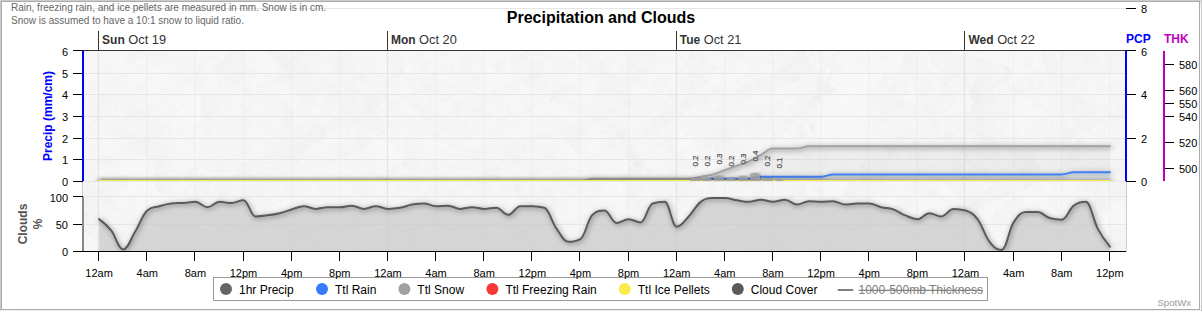 Rain, freezing rain, and ice pellets are measured in mm. Snow is in cm.
Snow is assumed to have a 10:1 snow to liquid ratio.
Precipitation and Clouds
8
Sun Oct 19 Mon Oct 20 Tue Oct 21 Wed Oct 22 PCP THK
6 6
5 580
4 4 560
550
3 540
2 2 520
1 500
0 0
Precip (mm/cm)
0.2 0.2 0.3 0.2 0.3 0.4 0.2 0.1
100
50
0
Clouds
%
12am 4am 8am 12pm 4pm 8pm 12am 4am 8am 12pm 4pm 8pm 12am 4am 8am 12pm 4pm 8pm 12am 4am 8am 12pm
1hr Precip Ttl Rain Ttl Snow Ttl Freezing Rain Ttl Ice Pellets Cloud Cover 1000-500mb Thickness
SpotWx